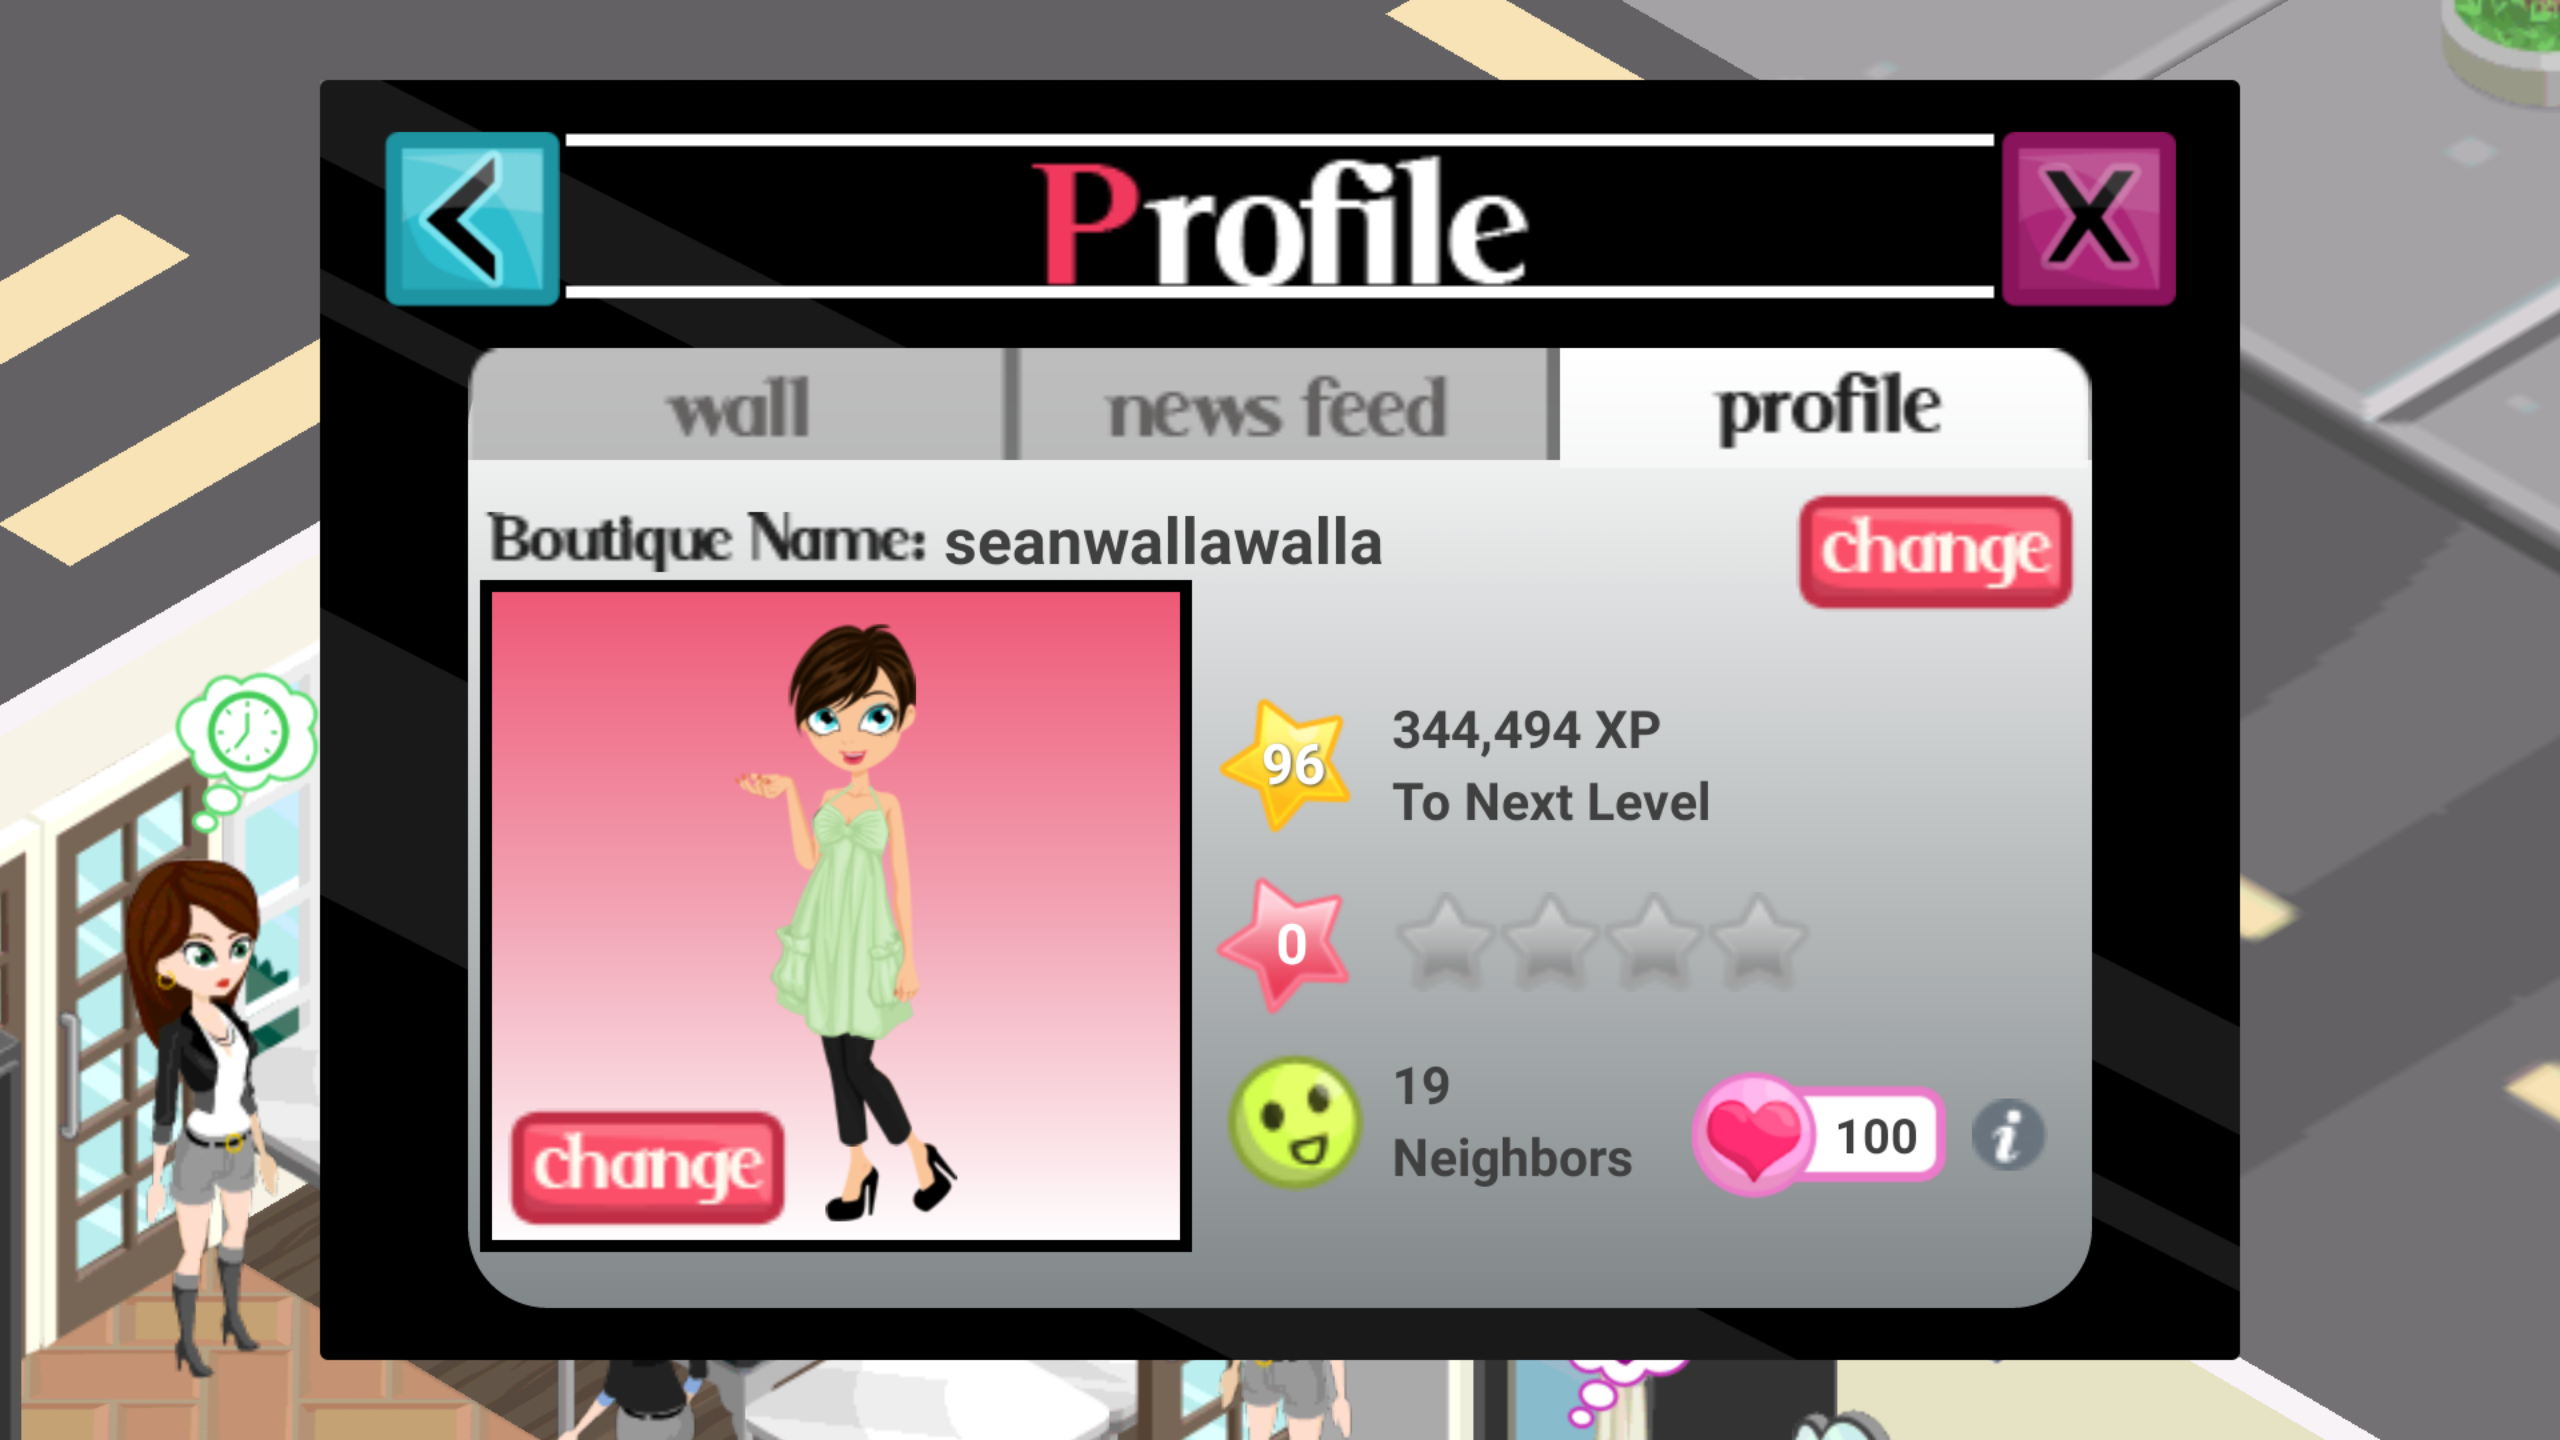 Profile
X
wall
news feed
profile
Boutique Name: seanwallawalla
change
96
344,494 XP
To Next Level
0
19
Neighbors
100
i
change